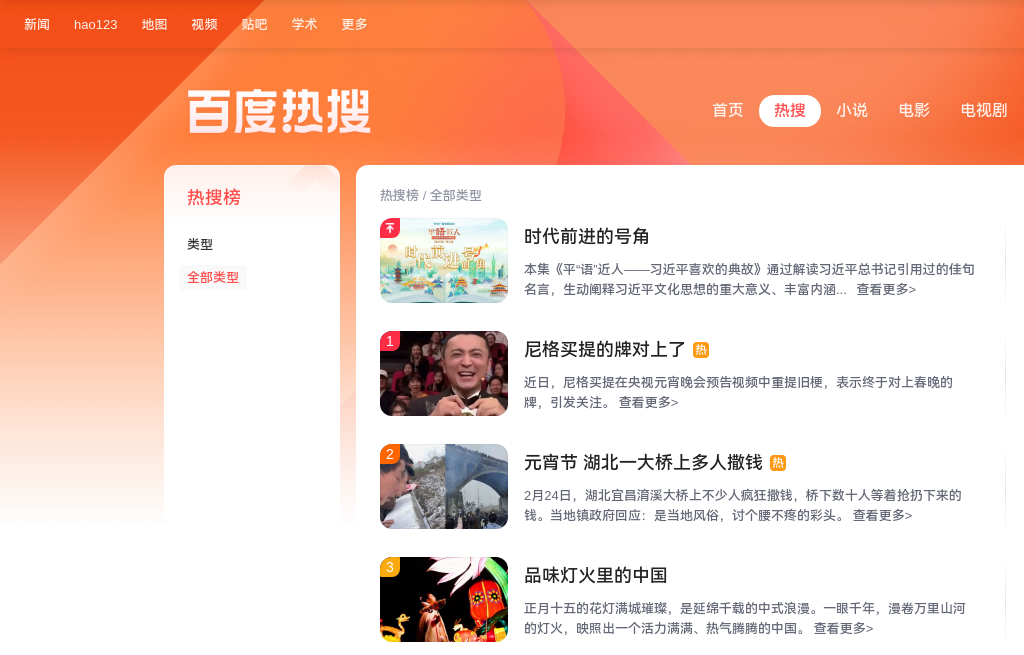 新闻 hao123 地图 视频 贴吧 学术 更多
百度热搜
首页 热搜 小说 电影 电视剧
热搜榜
类型
全部类型
热搜榜 / 全部类型
时代前进的号角
时代前进的号角
本集《平“语”近人——习近平喜欢的典故》通过解读习近平总书记引用过的佳句
名言，生动阐释习近平文化思想的重大意义、丰富内涵... 查看更多>
1
尼格买提的牌对上了 热
近日，尼格买提在央视元宵晚会预告视频中重提旧梗，表示终于对上春晚的
牌，引发关注。 查看更多>
2
元宵节 湖北一大桥上多人撒钱 热
2月24日，湖北宜昌淯溪大桥上不少人疯狂撒钱，桥下数十人等着抢扔下来的
钱。当地镇政府回应：是当地风俗，讨个腰不疼的彩头。 查看更多>
3
品味灯火里的中国
正月十五的花灯满城璀璨，是延绵千载的中式浪漫。一眼千年，漫卷万里山河
的灯火，映照出一个活力满满、热气腾腾的中国。 查看更多>